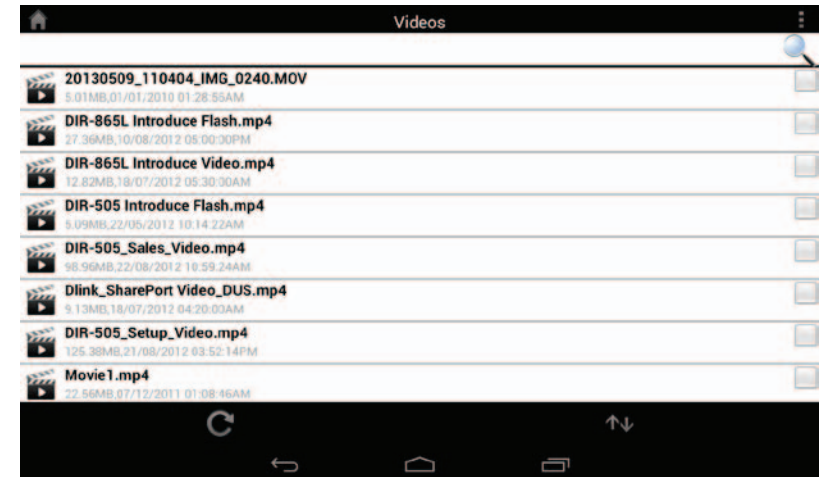 Videos
20130509_110404_IMG_0240.MOV
5.01MB,01/01/2010 01:28:55AM
DIR-865L Introduce Flash.mp4
27.36MB,10/08/2012 05:00:00PM
DIR-865L Introduce Video.mp4
12.82MB,18/07/2012 05:30:00AM
DIR-505 Introduce Flash.mp4
5.09MB,22/05/2012 10:14:22AM
DIR-505_Sales_Video.mp4
98.96MB,22/08/2012 10:59:24AM
Dlink_SharePort Video_DUS.mp4
9.13MB,18/07/2012 04:20:00AM
DIR-505_Setup_Video.mp4
125.38MB,21/08/2012 03:52:14PM
Movie1.mp4
22.56MB,07/12/2011 01:08:46AM